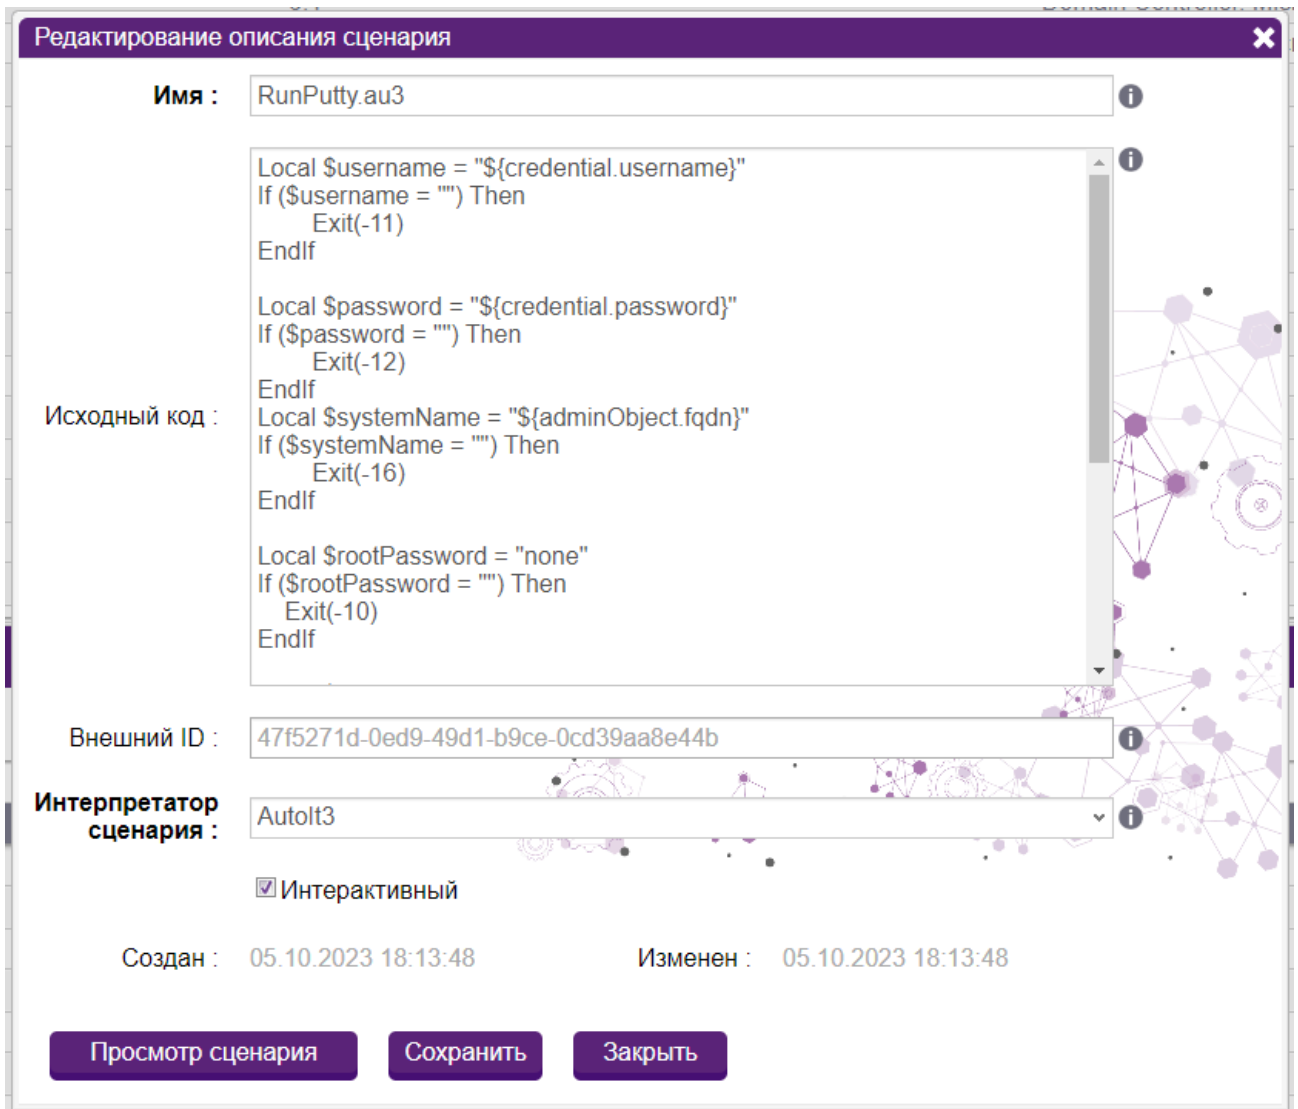 Редактирование описания сценария
Имя :
RunPutty.au3
Исходный код :
Local $username = "${credential.username}"
If ($username = "") Then
Exit(-11)
EndIf
Local $password = "${credential.password}"
If ($password = "") Then
Exit(-12)
EndIf
Local $systemName = "${adminObject.fqdn}"
If ($systemName = "") Then
Exit(-16)
EndIf
Local $rootPassword = "none"
If ($rootPassword = "") Then
Exit(-10)
EndIf
Внешний ID :
47f5271d-0ed9-49d1-b9ce-0cd39aa8e44b
Интерпретатор
сценария :
AutoIt3
Интерактивный
Создан :
05.10.2023 18:13:48
Изменен :
05.10.2023 18:13:48
Просмотр сценария
Сохранить
Закрыть